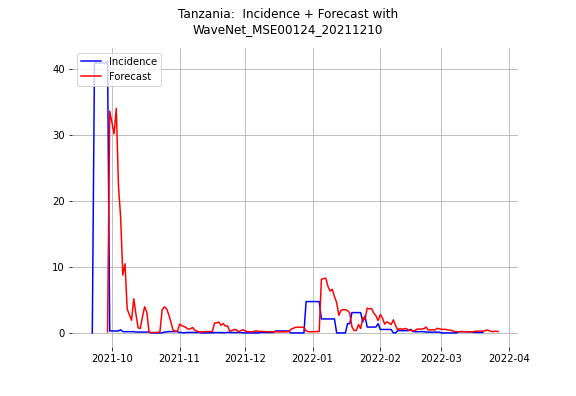 Tanzania:  Incidence + Forecast with
WaveNet_MSE00124_20211210
Incidence
Forecast
40
30
20
10
0
2021-10 2021-11 2021-12 2022-01 2022-02 2022-03 2022-04